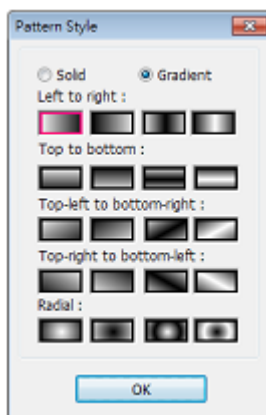 Pattern Style
Solid Gradient
Left to right :
Top to bottom :
Top-left to bottom-right :
Top-right to bottom-left :
Radial :
OK